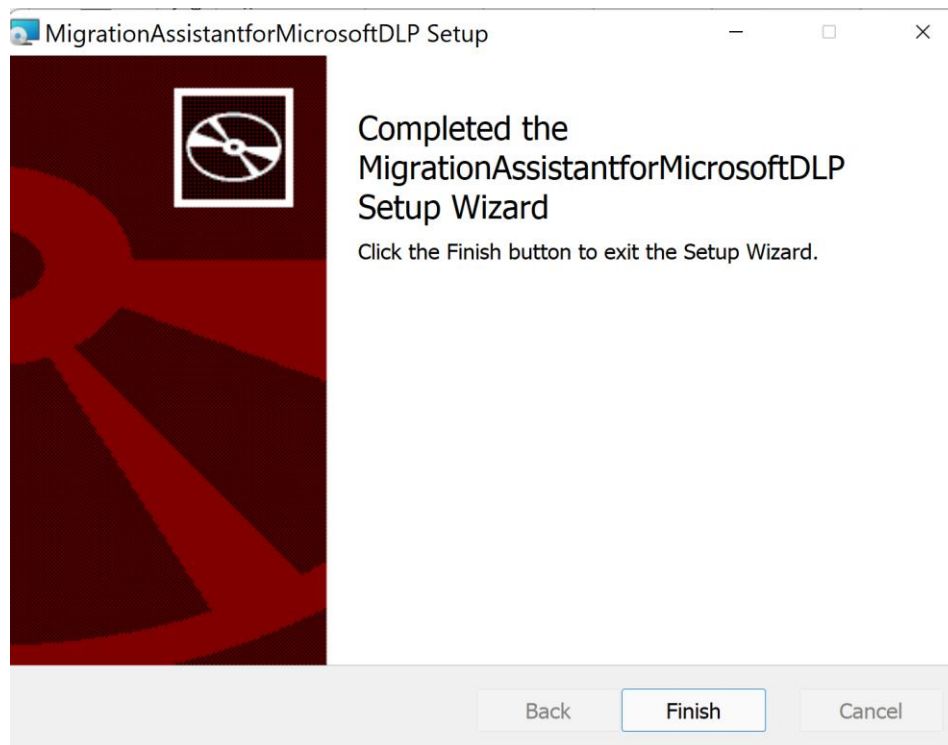 MigrationAssistantforMicrosoftDLP Setup
Completed the
MigrationAssistantforMicrosoftDLP
Setup Wizard
Click the Finish button to exit the Setup Wizard.
Back
Finish
Cancel